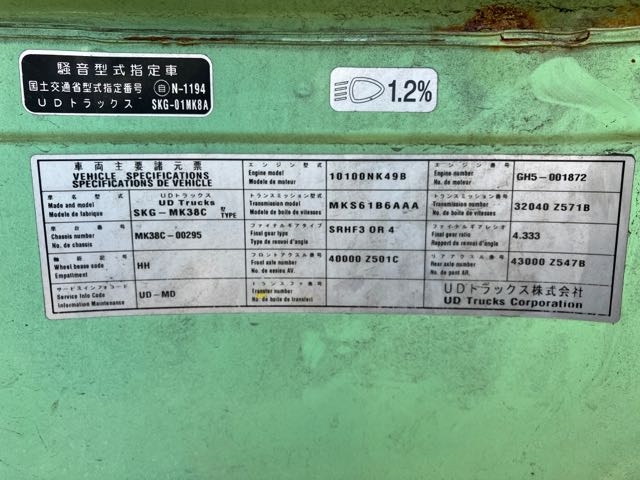 騒音型式指定車
国土交通省型式指定番号 自 N-1194
UDトラックス SKG-01MK8A
1.2%
車両主要諸元票
VEHICLE SPECIFICATIONS
SPECIFICATIONS DE VEHICULE
エンジン型式
Engine model
Modèle de moteur
10100NK49B
エンジン番号
Engine number
No. de moteur
GH5-001872
車名型式
Made and model
Modele de fabrique
UDトラックス
UD Trucks
SKG-MK38C 型 TYPE
トランスミッション型式
Transmission model
Modele de boite de vitesses
MKS61B6AAA
トランスミッション番号
Transmission number
No de boite de vitesses
32040 Z571B
車台番号
Chassis number
No. de chassis
MK38C-00295
ファイナルギアタイプ
Final gear type
Type de renvoi d'angle
SRHF3 OR 4
ファイナルギアレシオ
Final gear ratio
Rapport de renvoi d'angle
4.333
軸距記号
Wheel besee code
Empattement
HH
フロントアクスル番号
Front axle number
No. de essieu AV.
40000 Z501C
リアアクスル番号
Rear axle number
No. de pont AR.
43000 Z547B
サービスインフォコード
Service Info Code
Information Maintenance
UD-MD
トランスファ番号
Transfer number
No de boite de transfert
UDトラックス株式会社
UD Trucks Corporation